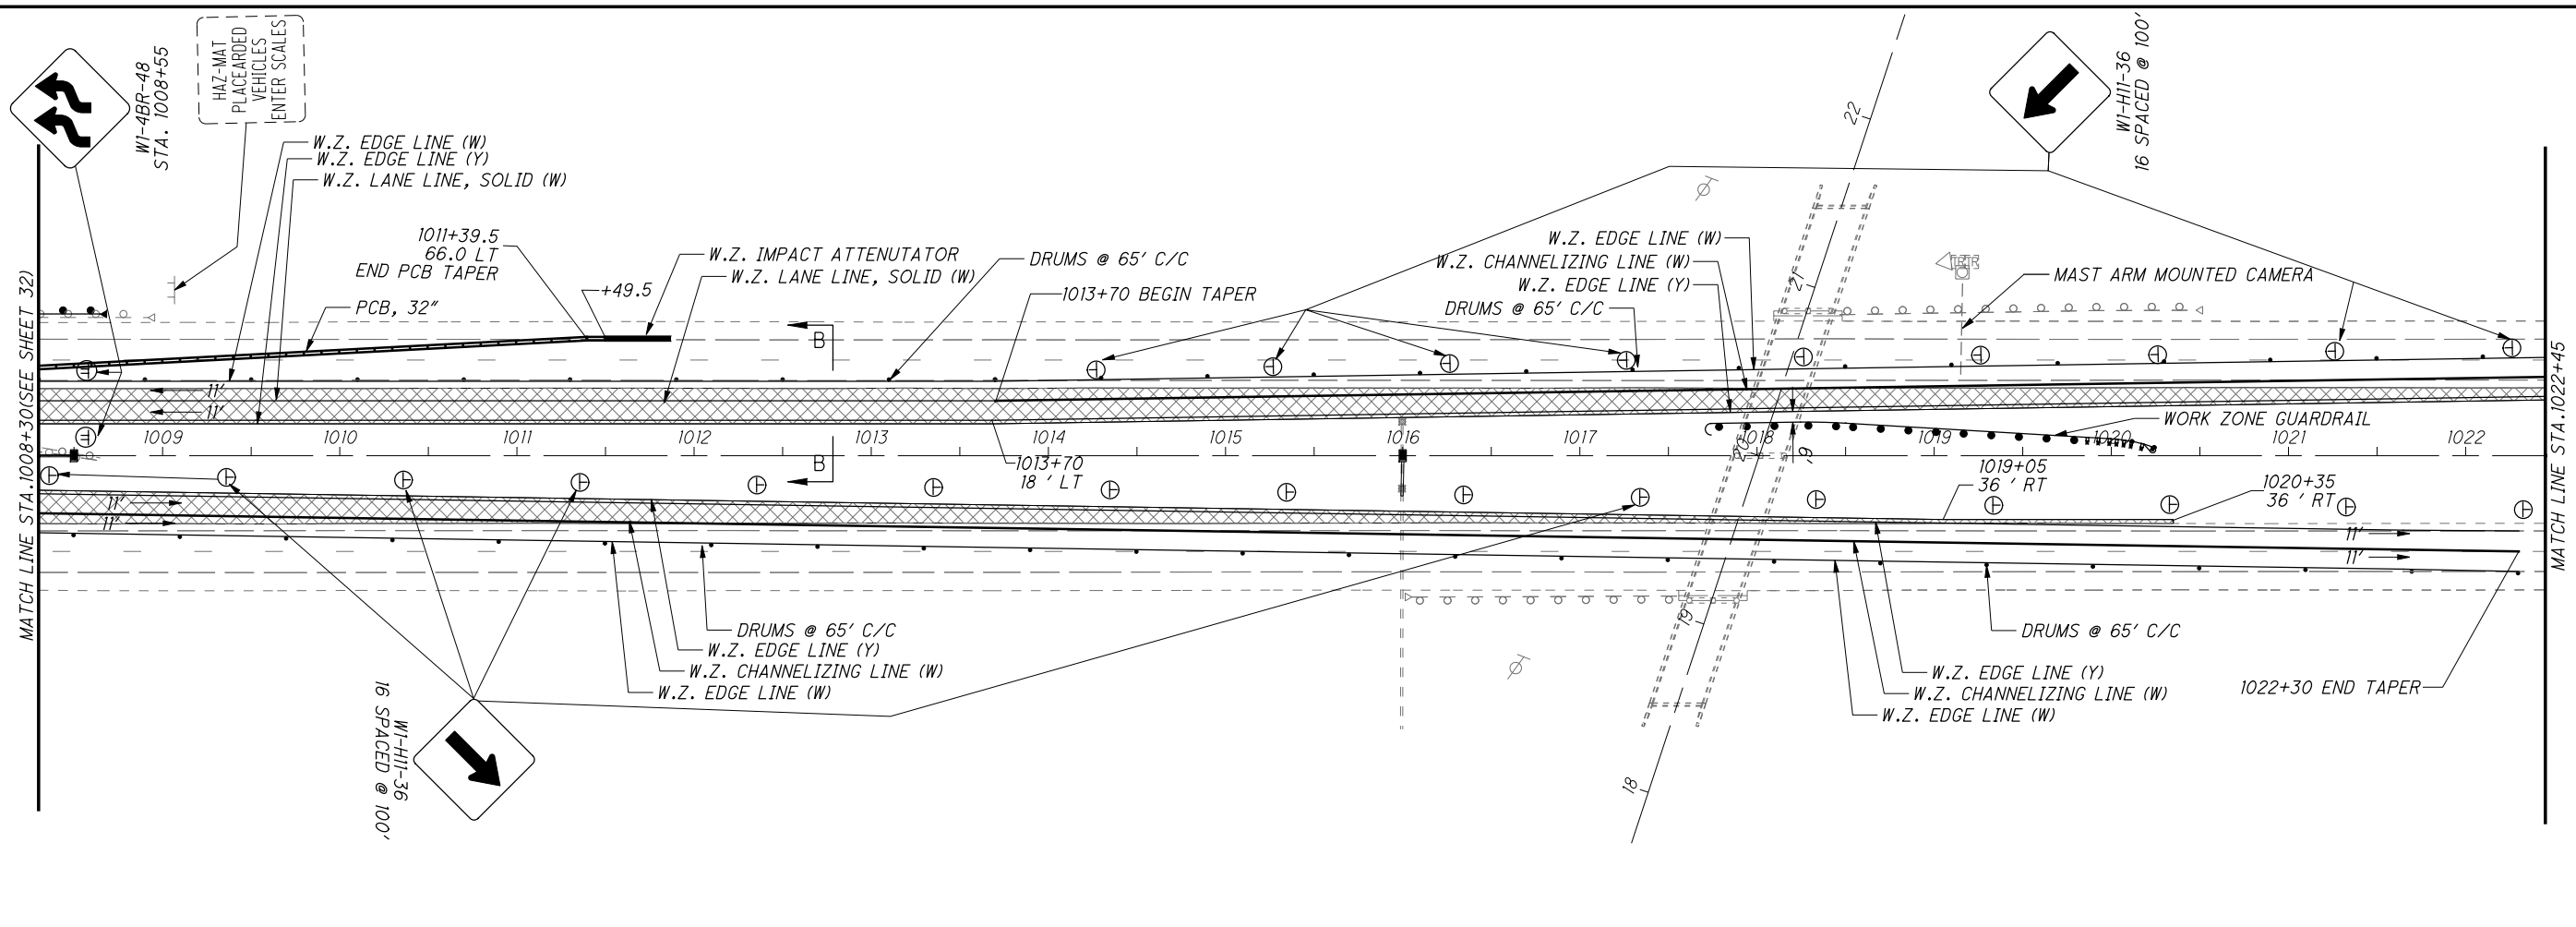 W1-4BR-48
STA. 1008+55
HAZ-MAT
PLACEARDED
VEHICLES
ENTER SCALES
W.Z. EDGE LINE (W)
W.Z. EDGE LINE (Y)
W.Z. LANE LINE, SOLID (W)
1011+39.5
66.0 LT
END PCB TAPER
PCB, 32"
+49.5
W.Z. IMPACT ATTENUTATOR
W.Z. LANE LINE, SOLID (W)
DRUMS @ 65' C/C
1013+70 BEGIN TAPER
W.Z. EDGE LINE (W)
W.Z. CHANNELIZING LINE (W)
W.Z. EDGE LINE (Y)
DRUMS @ 65' C/C
W1-H11-36
16 SPACED @ 100'
MAST ARM MOUNTED CAMERA
WORK ZONE GUARDRAIL
22
21
20
19
18
B
B
11'
11'
1009
1010
1011
1012
1013
1014
1015
1016
1017
1018
1019
1020
1021
1022
1013+70
18 ' LT
6'
1019+05
36 ' RT
1020+35
36 ' RT
11'
11'
11'
11'
DRUMS @ 65' C/C
W.Z. EDGE LINE (Y)
W.Z. CHANNELIZING LINE (W)
W.Z. EDGE LINE (W)
DRUMS @ 65' C/C
W.Z. EDGE LINE (Y)
W.Z. CHANNELIZING LINE (W)
W.Z. EDGE LINE (W)
1022+30 END TAPER
W1-H11-36
16 SPACED @ 100'
MATCH LINE STA.1008+30(SEE SHEET 32)
MATCH LINE STA.1022+45